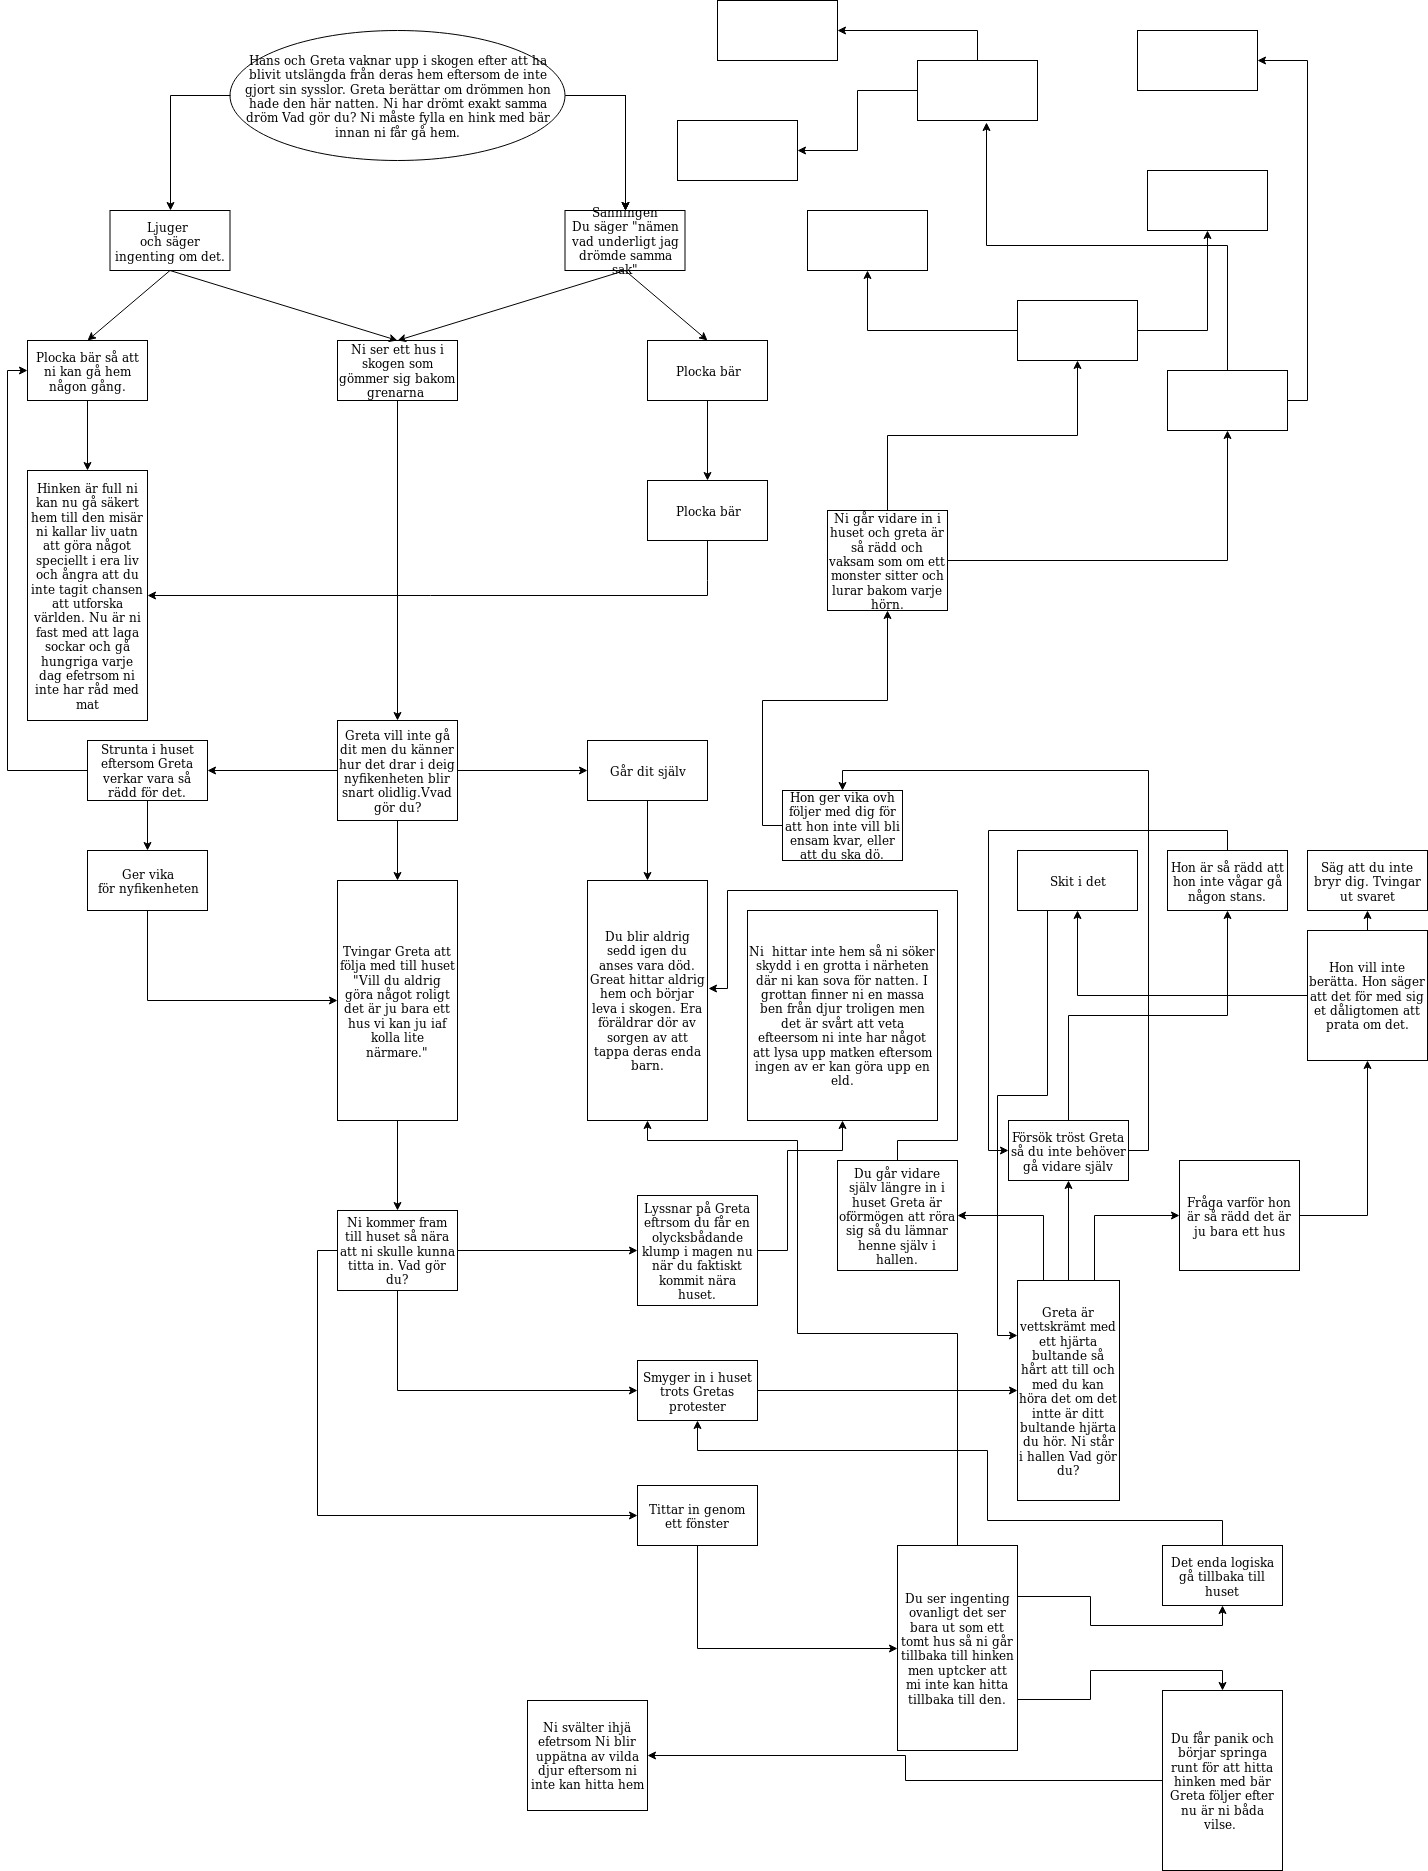 Hans och Greta vaknar upp i skogen efter att ha
blivit utslängda från deras hem eftersom de inte
gjort sin sysslor. Greta berättar om drömmen hon
hade den här natten. Ni har drömt exakt samma
dröm Vad gör du? Ni måste fylla en hink med bär
innan ni får gå hem.
Ljuger
och säger
ingenting om det.
Sanningen
Du säger "nämen
vad underligt jag
drömde samma
sak"
Plocka bär så att
ni kan gå hem
någon gång.
Ni ser ett hus i
skogen som
gömmer sig bakom
grenarna
Plocka bär
Hinken är full ni
kan nu gå säkert
hem till den misär
ni kallar liv uatn
att göra något
speciellt i era liv
och ångra att du
inte tagit chansen
att utforska
världen. Nu är ni
fast med att laga
sockar och gå
hungriga varje
dag efetrsom ni
inte har råd med
mat
Plocka bär
Ni går vidare in i
huset och greta är
så rädd och
vaksam som om ett
monster sitter och
lurar bakom varje
hörn.
Strunta i huset
eftersom Greta
verkar vara så
rädd för det.
Greta vill inte gå
dit men du känner
hur det drar i deig
nyfikenheten blir
snart olidlig.Vvad
gör du?
Går dit själv
Hon ger vika ovh
följer med dig för
att hon inte vill bli
ensam kvar, eller
att du ska dö.
Ger vika
för nyfikenheten
Skit i det
Hon är så rädd att
hon inte vågar gå
någon stans.
Säg att du inte
bryr dig. Tvingar
ut svaret
Tvingar Greta att
följa med till huset
"Vill du aldrig
göra något roligt
det är ju bara ett
hus vi kan ju iaf
kolla lite
närmare."
Du blir aldrig
sedd igen du
anses vara död.
Great hittar aldrig
hem och börjar
leva i skogen. Era
föräldrar dör av
sorgen av att
tappa deras enda
barn.
Ni  hittar inte hem så ni söker
skydd i en grotta i närheten
där ni kan sova för natten. I
grottan finner ni en massa
ben från djur troligen men
det är svårt att veta
efteersom ni inte har något
att lysa upp matken eftersom
ingen av er kan göra upp en
eld.
Hon vill inte
berätta. Hon säger
att det för med sig
et dåligtomen att
prata om det.
Försök tröst Greta
så du inte behöver
gå vidare själv
Du går vidare
själv längre in i
huset Greta är
oförmögen att röra
sig så du lämnar
henne själv i
hallen.
Fråga varför hon
är så rädd det är
ju bara ett hus
Ni kommer fram
till huset så nära
att ni skulle kunna
titta in. Vad gör
du?
Lyssnar på Greta
eftrsom du får en
olycksbådande
klump i magen nu
när du faktiskt
kommit nära
huset.
Greta är
vettskrämt med
ett hjärta
bultande så
hårt att till och
med du kan
höra det om det
intte är ditt
bultande hjärta
du hör. Ni står
i hallen Vad gör
du?
Smyger in i huset
trots Gretas
protester
Tittar in genom
ett fönster
Du ser ingenting
ovanligt det ser
bara ut som ett
tomt hus så ni går
tillbaka till hinken
men uptcker att
mi inte kan hitta
tillbaka till den.
Det enda logiska
gå tillbaka till
huset
Ni svälter ihjä
efetrsom Ni blir
uppätna av vilda
djur eftersom ni
inte kan hitta hem
Du får panik och
börjar springa
runt för att hitta
hinken med bär
Greta följer efter
nu är ni båda
vilse.